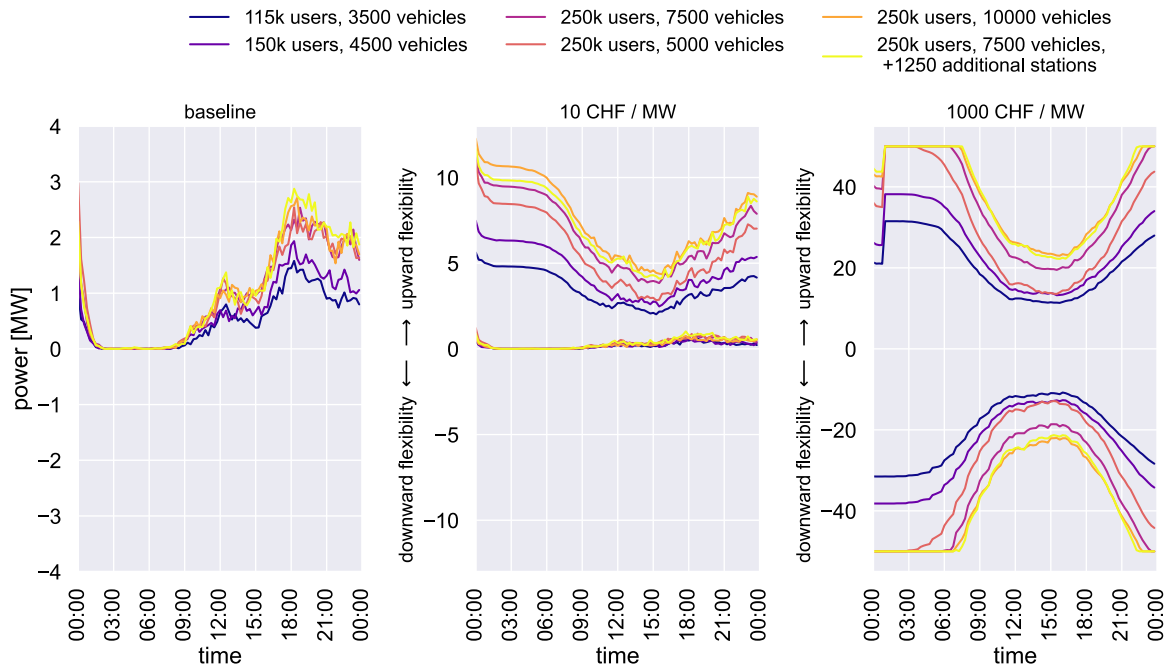 115k users, 3500 vehicles
150k users, 4500 vehicles
250k users, 7500 vehicles
250k users, 5000 vehicles
250k users, 10000 vehicles
250k users, 7500 vehicles,
+1250 additional stations
baseline
power [MW]
4
3
2
1
0
−1
−2
−3
−4
00:00
03:00
06:00
09:00
12:00
15:00
18:00
21:00
00:00
time
10 CHF / MW
downward flexibility ← → upward flexibility
10
5
0
−5
−10
00:00
03:00
06:00
09:00
12:00
15:00
18:00
21:00
00:00
time
1000 CHF / MW
downward flexibility ← → upward flexibility
40
20
0
−20
−40
00:00
03:00
06:00
09:00
12:00
15:00
18:00
21:00
00:00
time